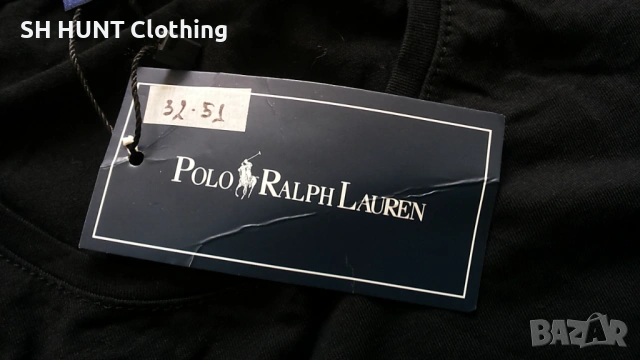 SH HUNT Clothing
32.51
POLO RALPH LAUREN
BAZAR